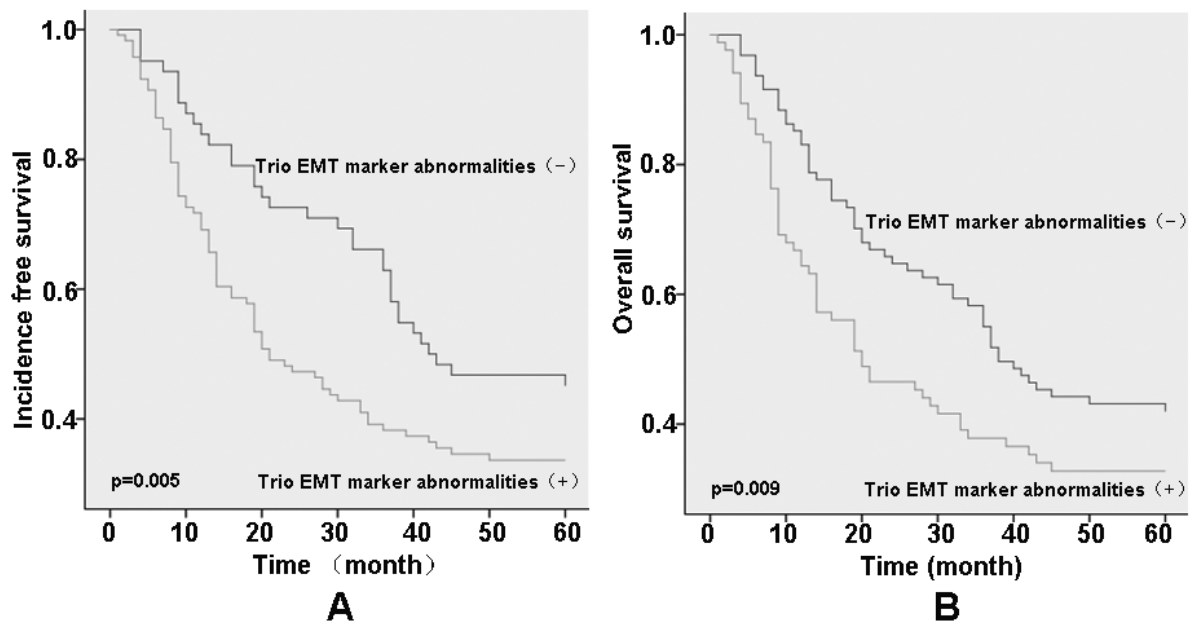 Incidence free survival
1.0
0.8
0.6
0.4
Trio EMT marker abnormalities（-）
p=0.005
Trio EMT marker abnormalities（+）
0 10 20 30 40 50 60
Time （month）
A
Overall survival
1.0
0.8
0.6
0.4
Trio EMT marker abnormalities（-）
p=0.009
Trio EMT marker abnormalities（+）
0 10 20 30 40 50 60
Time (month)
B